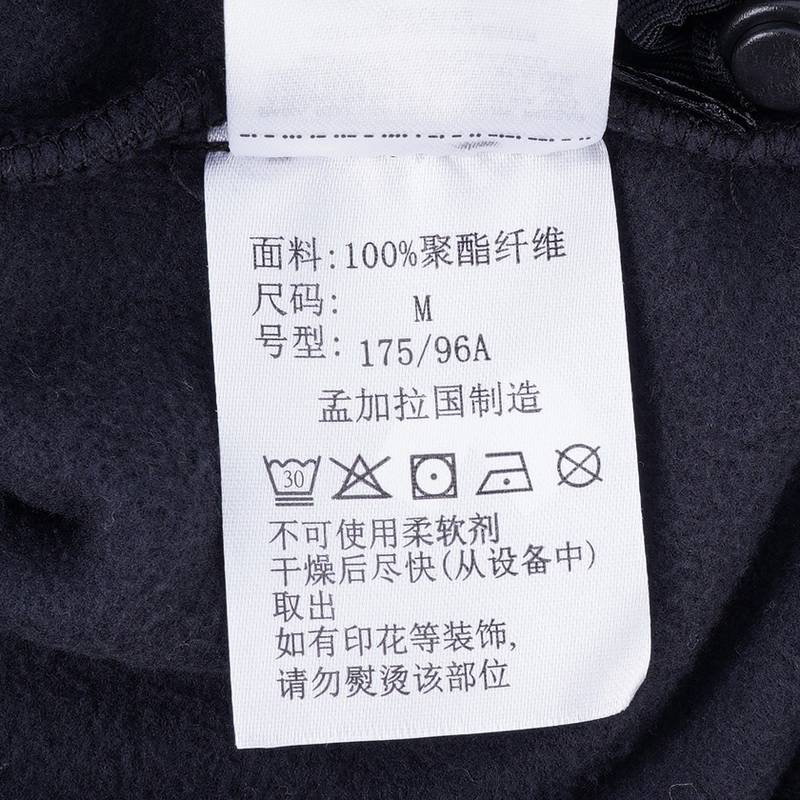 面料:100%聚酯纤维
尺码: M
号型: 175/96A
孟加拉国制造
30
不可使用柔软剂
干燥后尽快(从设备中)
取出
如有印花等装饰,
请勿熨烫该部位